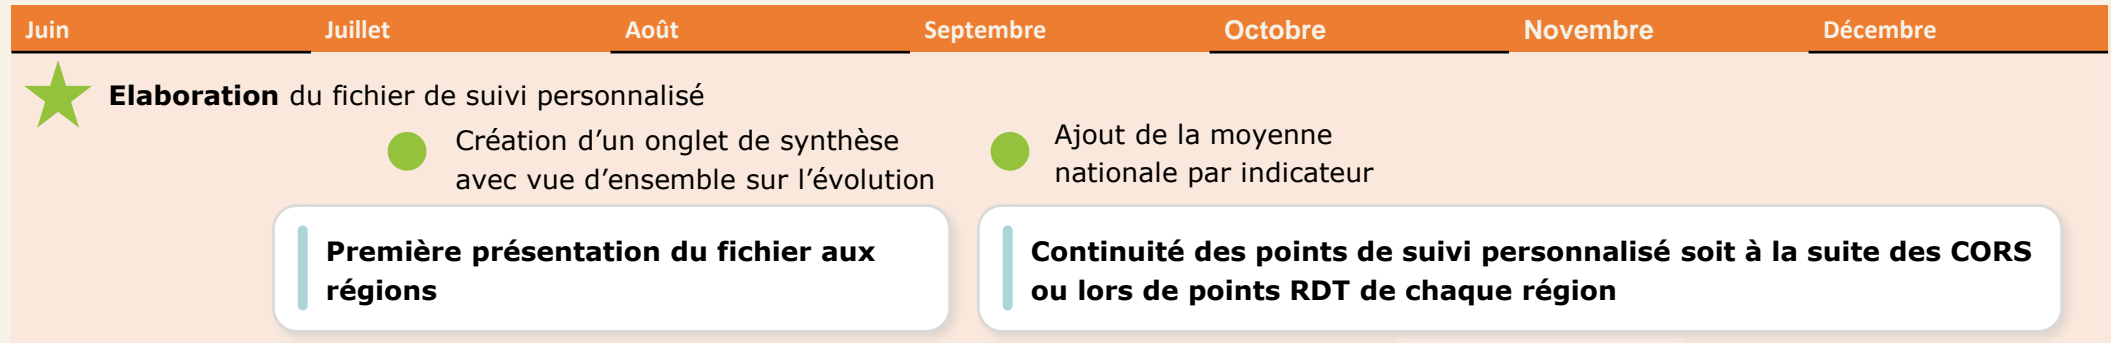 Juin Juillet Août Septembre Octobre Novembre Décembre
Elaboration du fichier de suivi personnalisé
Création d’un onglet de synthèse
avec vue d’ensemble sur l’évolution
Ajout de la moyenne
nationale par indicateur
Première présentation du fichier aux
régions
Continuité des points de suivi personnalisé soit à la suite des CORS
ou lors de points RDT de chaque région